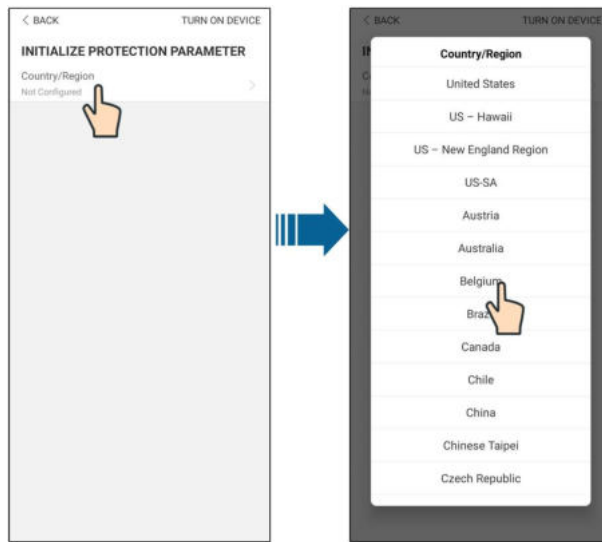 < BACK TURN ON DEVICE
INITIALIZE PROTECTION PARAMETER
Country/Region
Not Configured
< BACK TURN ON DEVICE
Country/Region
United States
US – Hawaii
US – New England Region
US-SA
Austria
Australia
Belgium
Braz
Canada
Chile
China
Chinese Taipei
Czech Republic